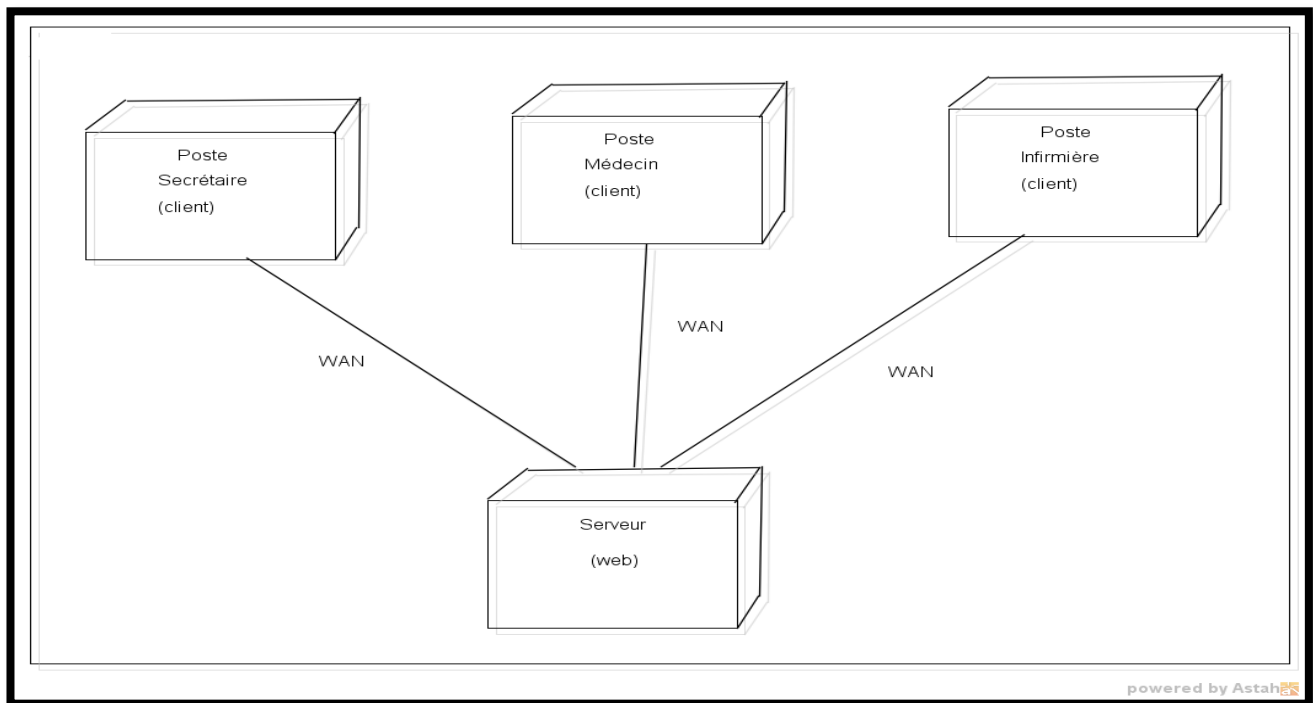 Poste
Secrétaire
(client)
Poste
Médecin
(client)
Poste
Infirmière
(client)
WAN
WAN
WAN
Serveur
(web)
powered by Astah